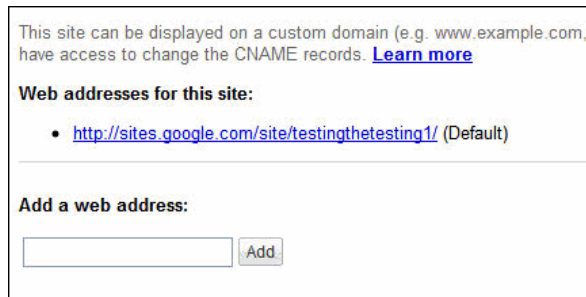 This site can be displayed on a custom domain (e.g. www.example.com,
have access to change the CNAME records. Learn more
Web addresses for this site:
• http://sites.google.com/site/testingthetesting1/ (Default)
Add a web address:
Add